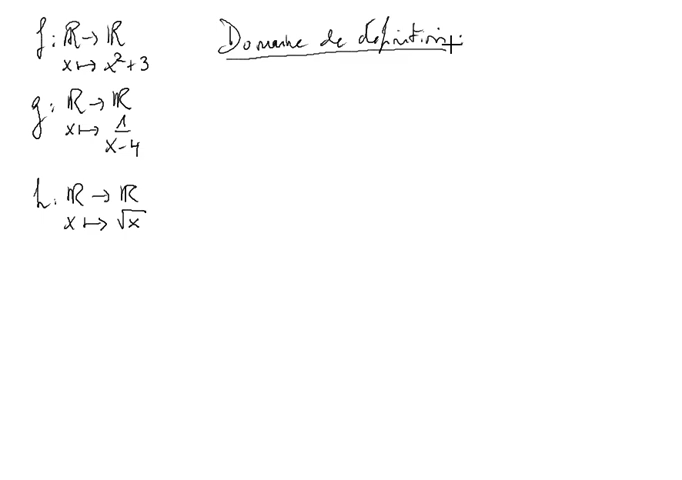 f: ℝ → ℝ
x ↦ x² + 3
Domaine de définition:
g: ℝ → ℝ
x ↦ 1/(x-4)
h: ℝ → ℝ
x ↦ √x